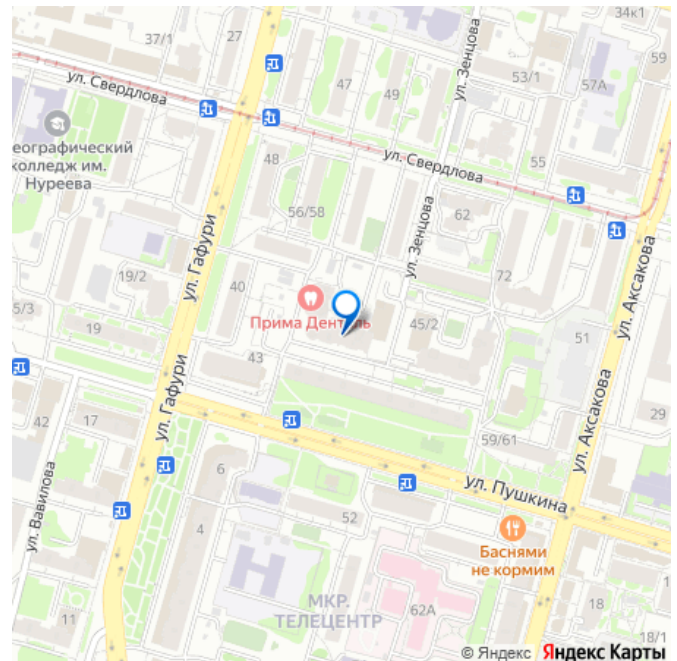 34к1
37/1
27
59
47
53/1
57А
49
ул. Зенцова
ул. Свердлова
еографический
колледж им.
Нуреева
ул. Свердлова
48
55
56/58
62
ул. Зенцова
ул. Гафури
ул. Аксакова
19/2
40
72
5/3
Прима Денталь
45/2
19
51
43
ул. Гафури
ул. Аксакова
42
17
29
59/61
6
ул. Пушкина
ул. Вавилова
4
52
Баснями
не кормим
МКР.
ТЕЛЕЦЕНТР
62А
11
18
1
18/1
© Яндекс Яндекс Карты